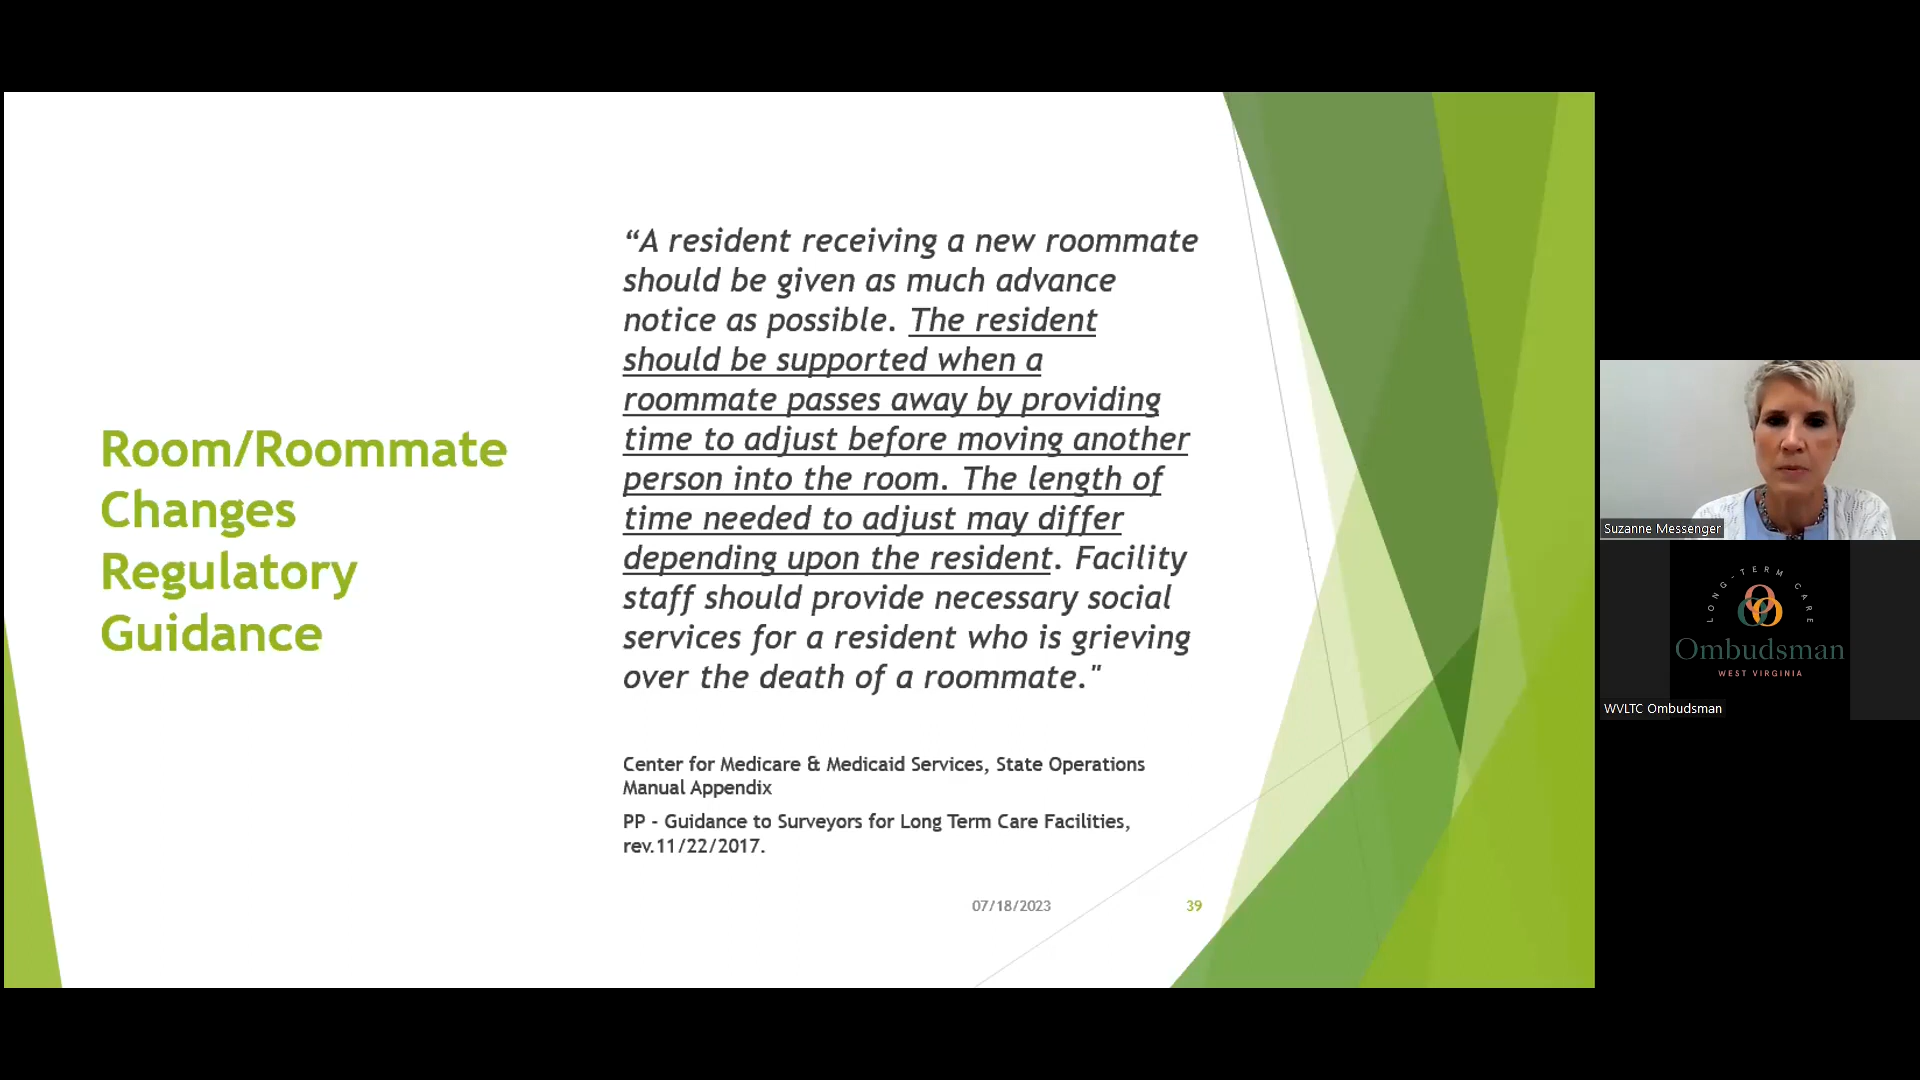 Room/Roommate
Changes
Regulatory
Guidance
“A resident receiving a new roommate
should be given as much advance
notice as possible. The resident
should be supported when a
roommate passes away by providing
time to adjust before moving another
person into the room. The length of
time needed to adjust may differ
depending upon the resident. Facility
staff should provide necessary social
services for a resident who is grieving
over the death of a roommate."
Center for Medicare & Medicaid Services, State Operations
Manual Appendix
PP - Guidance to Surveyors for Long Term Care Facilities,
rev.11/22/2017.
07/18/2023
39
Suzanne Messenger
LONG-TERM CARE
Ombudsman
WEST VIRGINIA
WVLTC Ombudsman